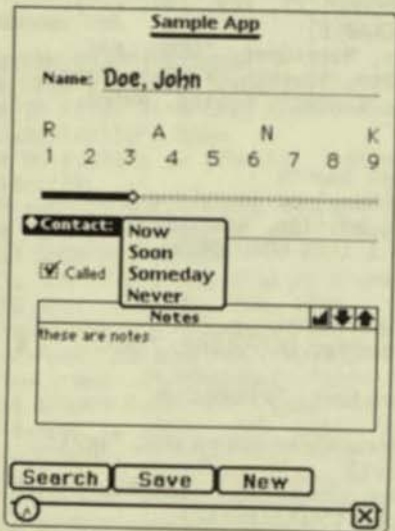 Sample App
Name: Doe, John
R A N K
1 2 3 4 5 6 7 8 9
Contact:
Now
Soon
Someday
Never
Called
Notes
these are notes
Search Save New